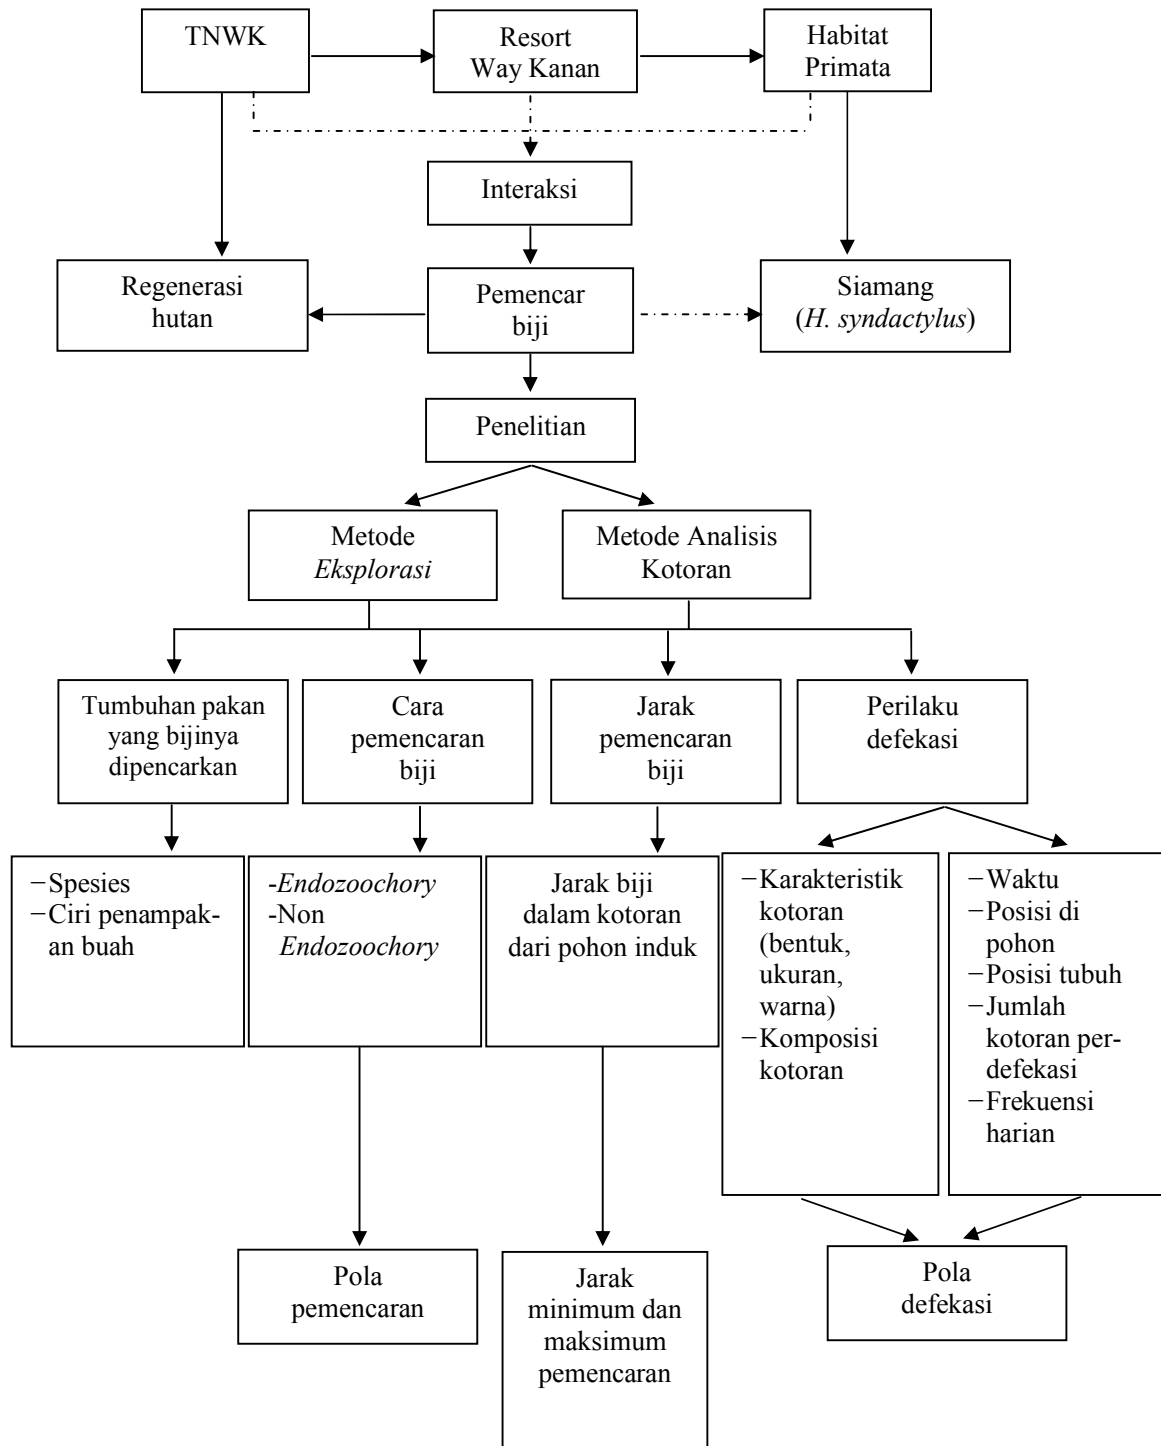 TNWK
Resort
Way Kanan
Habitat
Primata
Interaksi
Regenerasi
hutan
Pemencar
biji
Siamang
(H. syndactylus)
Penelitian
Metode
Eksplorasi
Metode Analisis
Kotoran
Tumbuhan pakan
yang bijinya
dipencarkan
Cara
pemencaran
biji
Jarak
pemencaran
biji
Perilaku
defekasi
−Spesies
−Ciri penampak-
an buah
-Endozoochory
-Non
Endozoochory
Jarak biji
dalam kotoran
dari pohon induk
−Karakteristik
kotoran
(bentuk,
ukuran,
warna)
−Komposisi
kotoran
−Waktu
−Posisi di
pohon
−Posisi tubuh
−Jumlah
kotoran per-
defekasi
−Frekuensi
harian
Pola
pemencaran
Jarak
minimum dan
maksimum
pemencaran
Pola
defekasi